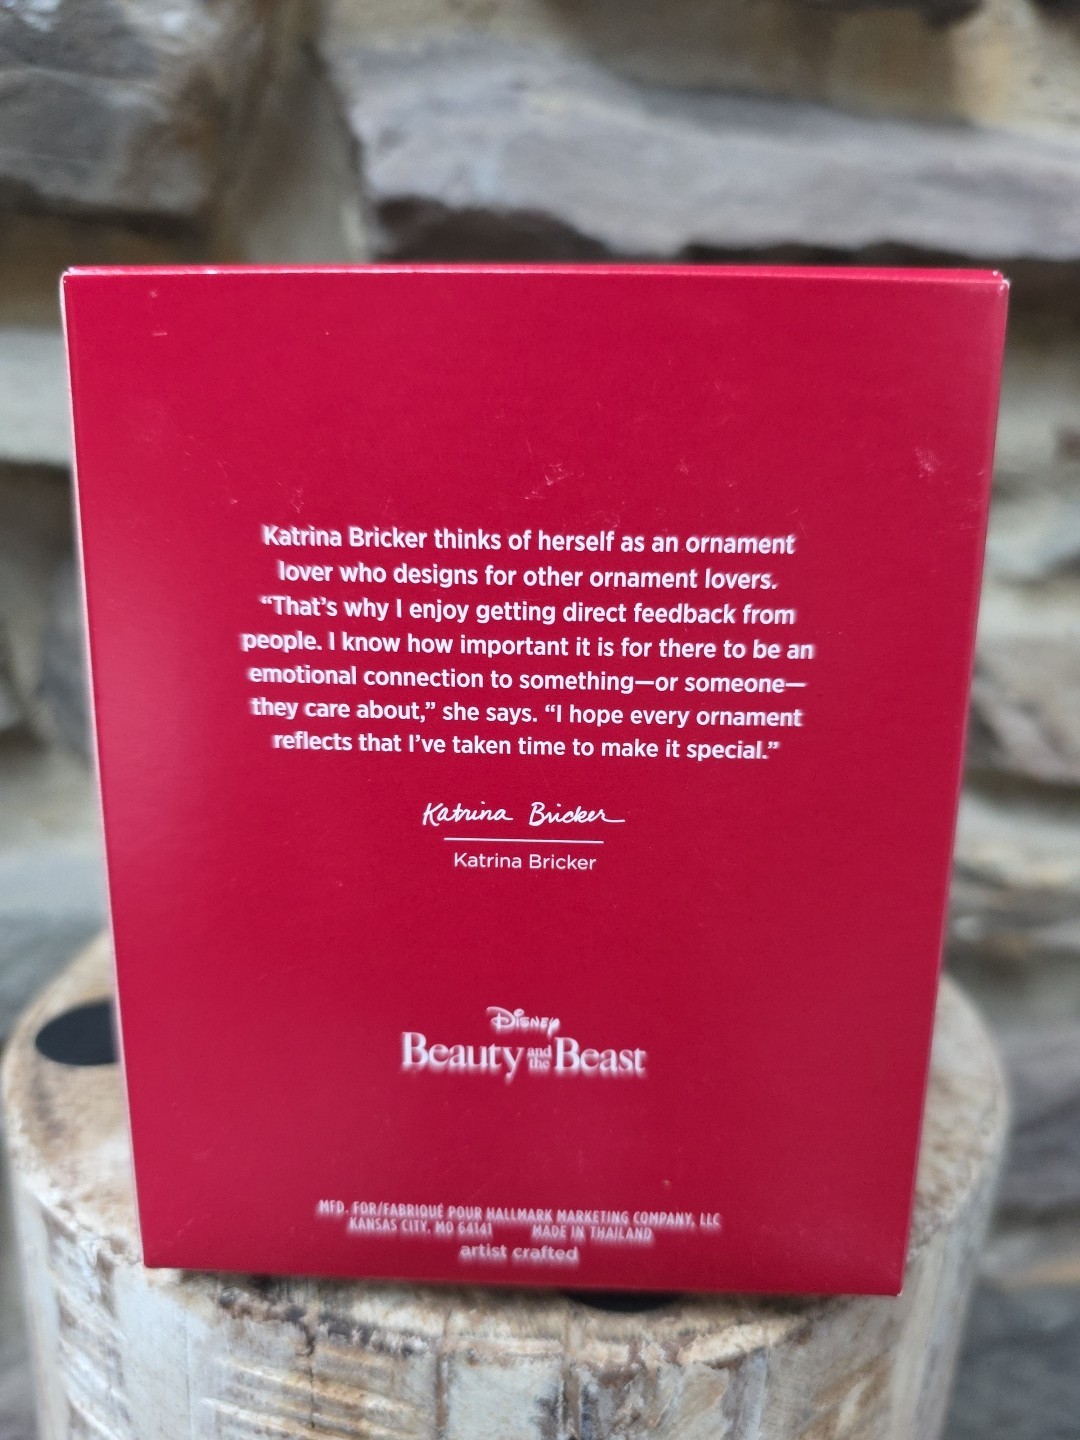 Katrina Bricker thinks of herself as an ornament
lover who designs for other ornament lovers.
“That’s why I enjoy getting direct feedback from
people. I know how important it is for there to be an
emotional connection to something—or someone—
they care about,” she says. “I hope every ornament
reflects that I’ve taken time to make it special.”
Katrina Bricker
Katrina Bricker
Disney
Beauty and the Beast
MFD. FOR/FABRIQUÉ POUR HALLMARK MARKETING COMPANY, LLC
KANSAS CITY, MO 64141 MADE IN THAILAND
artist crafted